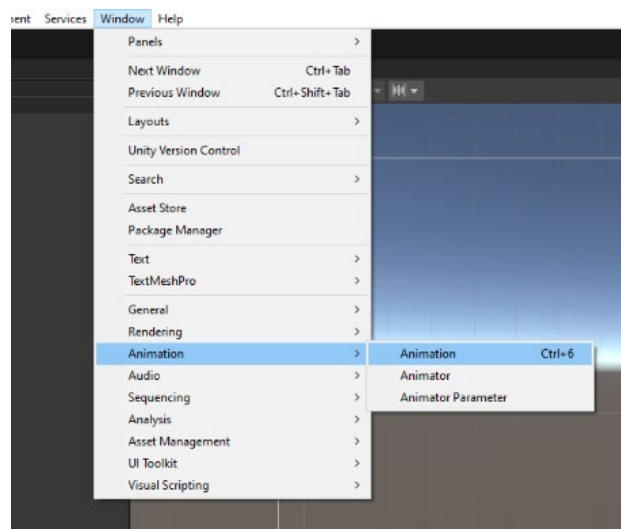 Services Window Help
Panels >
Next Window Ctrl+Tab
Previous Window Ctrl+Shift+Tab
Layouts >
Unity Version Control
Search >
Asset Store
Package Manager
Text >
TextMeshPro >
General >
Rendering >
Animation >
Audio >
Sequencing >
Analysis >
Asset Management >
UI Toolkit >
Visual Scripting >
Animation Ctrl+6
Animator
Animator Parameter